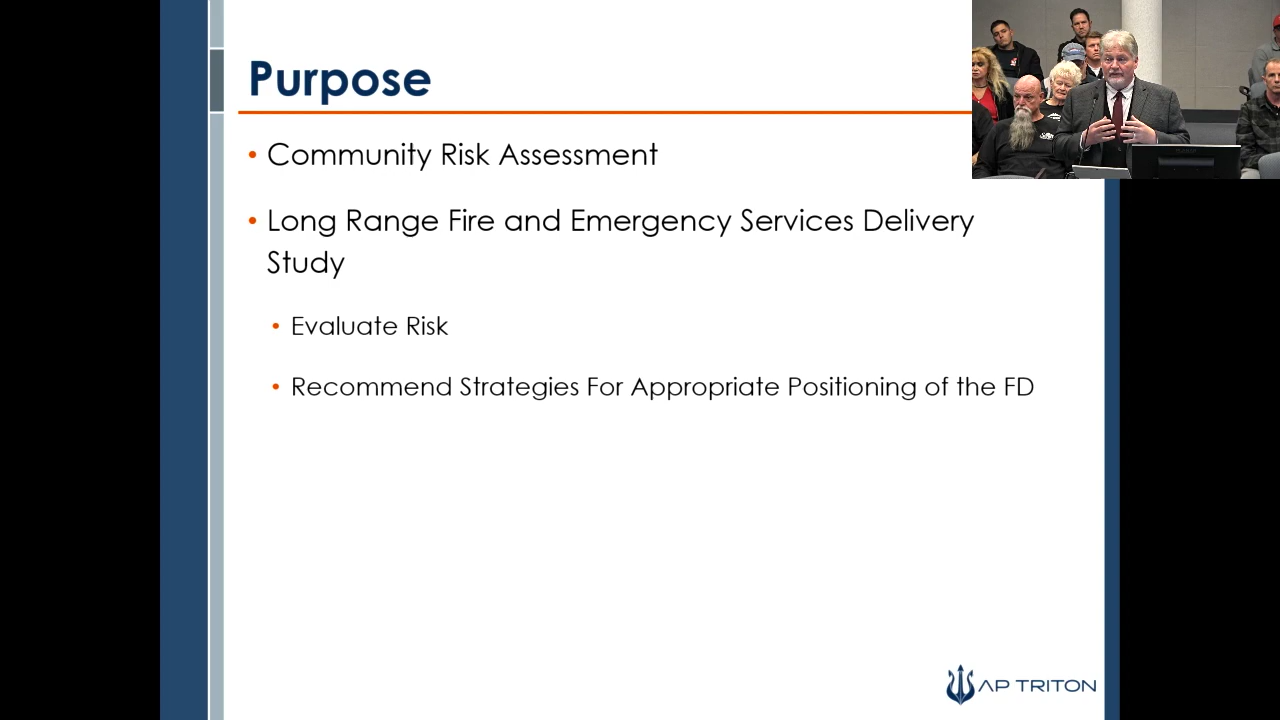 Purpose
• Community Risk Assessment
• Long Range Fire and Emergency Services Delivery
Study
• Evaluate Risk
• Recommend Strategies For Appropriate Positioning of the FD
AP TRITON